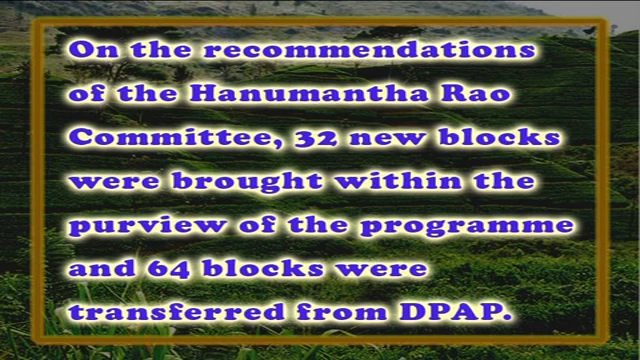 On the recommendations
of the Hanumantha Rao
Committee, 32 new blocks
were brought within the
purview of the programme
and 64 blocks were
transferred from DPAP.